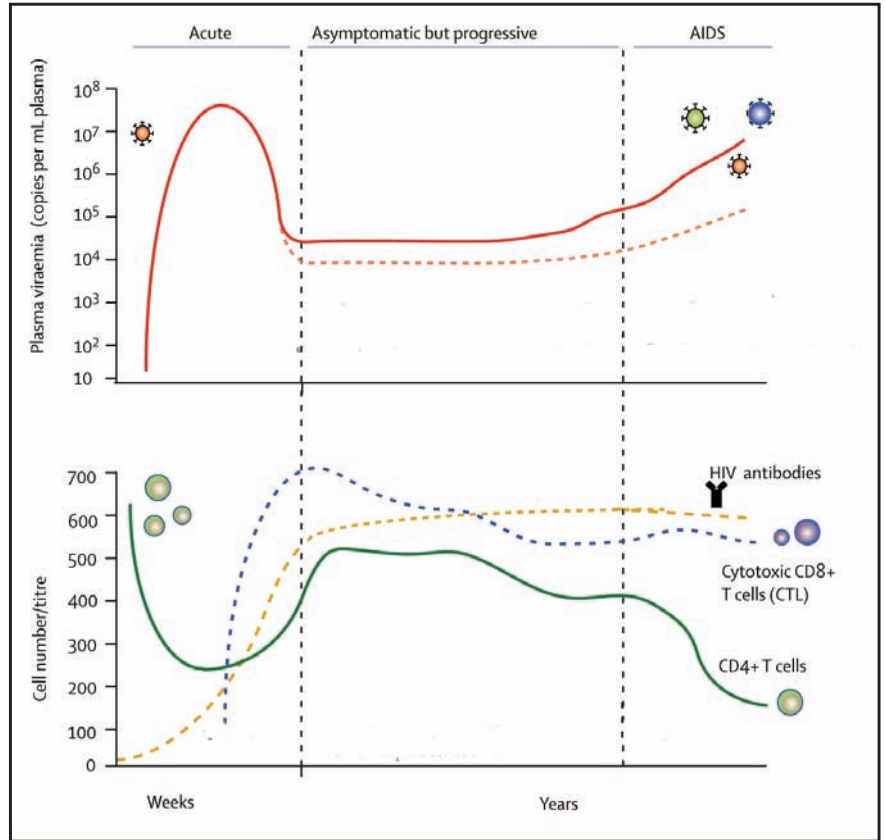 Acute
Asymptomatic but progressive
AIDS
Plasma viraemia (copies per mL plasma)
10⁸
10⁷
10⁶
10⁵
10⁴
10³
10²
10
Cell number/titre
700
600
500
400
300
200
100
0
HIV antibodies
Cytotoxic CD8+
T cells (CTL)
CD4+ T cells
Weeks
Years